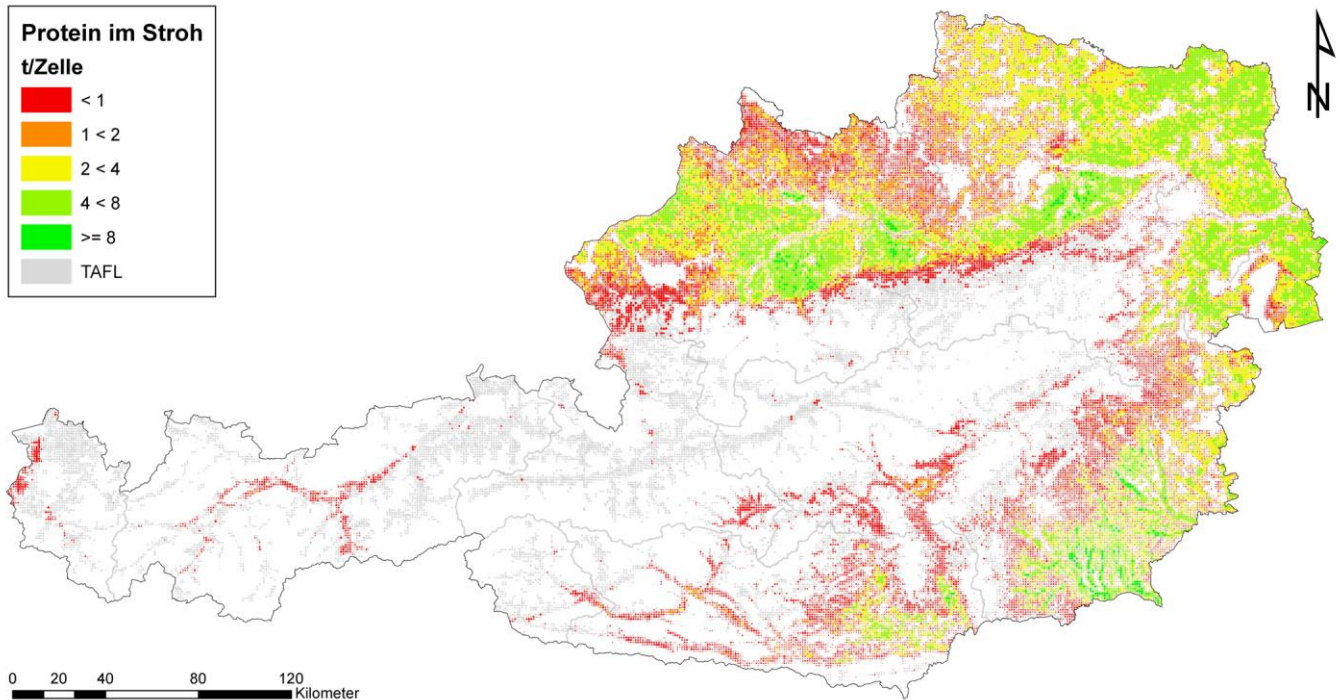 Protein im Stroh
t/Zelle
< 1
1 < 2
2 < 4
4 < 8
>= 8
TAFL
N
0 20 40 80 120
Kilometer